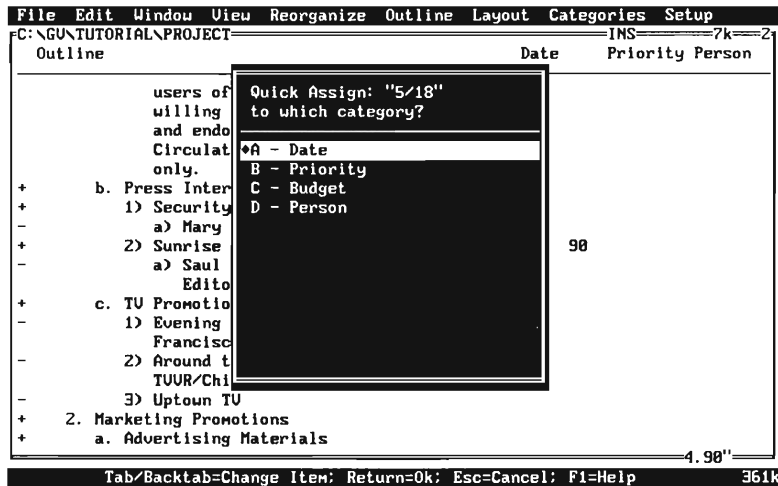 File Edit Window View Reorganize Outline Layout Categories Setup
C:\GV\TUTORIAL\PROJECT INS 7k 2
Outline Date Priority Person
users of
willing
and endo
Circulat
only.
+ b. Press Inter
+ 1) Security
- a) Mary
+ 2) Sunrise 90
- a) Saul
Edito
+ c. TV Promotio
- 1) Evening
Francisc
- 2) Around t
TVVR/Chi
- 3) Uptown TV
+ 2. Marketing Promotions
+ a. Advertising Materials
4.90"
Quick Assign: "5/18"
to which category?
♦A - Date
B - Priority
C - Budget
D - Person
Tab/Backtab=Change Item; Return=Ok; Esc=Cancel; F1=Help 361k